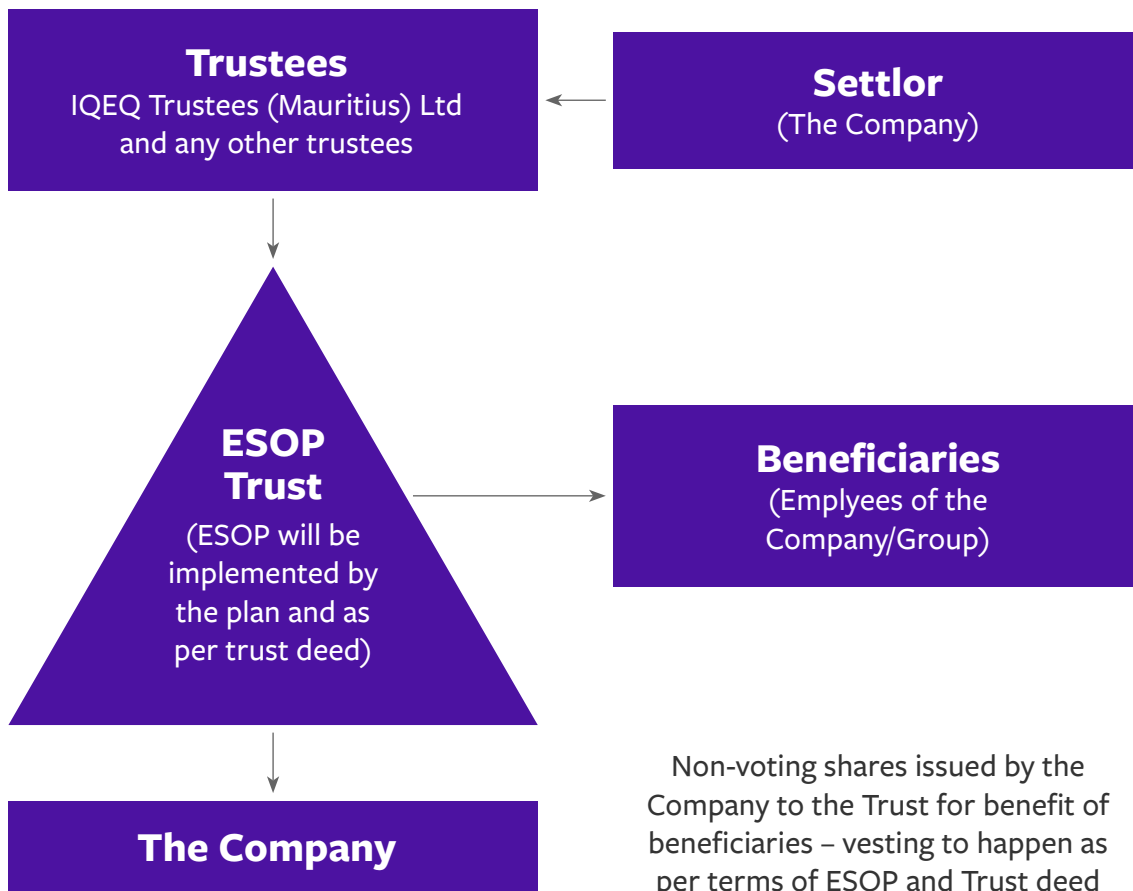 Trustees
IQEQ Trustees (Mauritius) Ltd
and any other trustees
Settlor
(The Company)
ESOP
Trust
(ESOP will be
implemented by
the plan and as
per trust deed)
Beneficiaries
(Emplyees of the
Company/Group)
The Company
Non-voting shares issued by the
Company to the Trust for benefit of
beneficiaries – vesting to happen as
per terms of ESOP and Trust deed